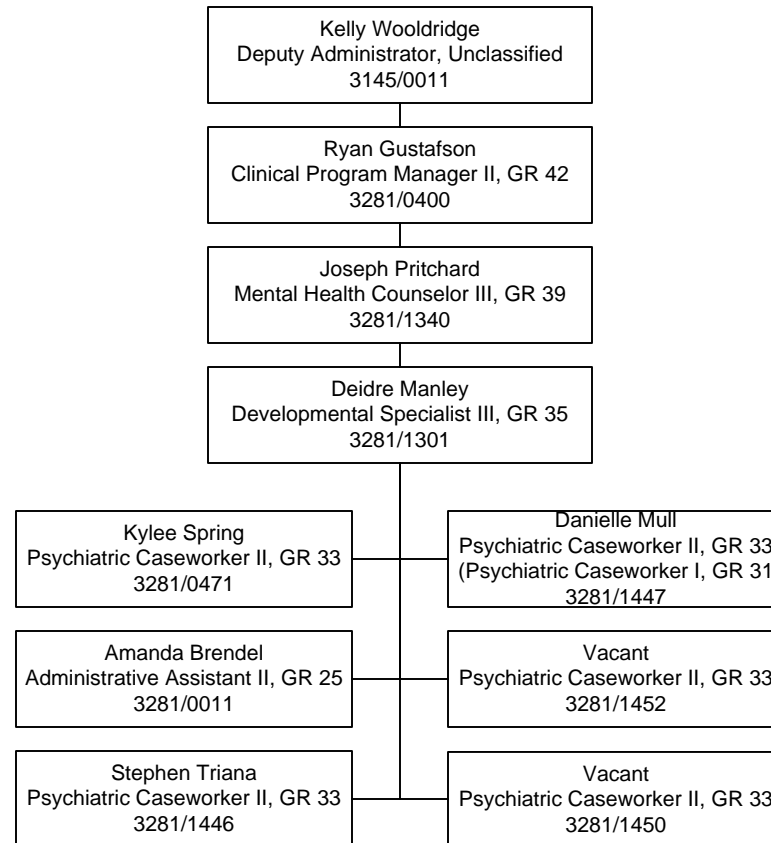 Kelly Wooldridge
Deputy Administrator, Unclassified
3145/0011
Ryan Gustafson
Clinical Program Manager II, GR 42
3281/0400
Joseph Pritchard
Mental Health Counselor III, GR 39
3281/1340
Deidre Manley
Developmental Specialist III, GR 35
3281/1301
Kylee Spring
Psychiatric Caseworker II, GR 33
3281/0471
Danielle Mull
Psychiatric Caseworker II, GR 33
(Psychiatric Caseworker I, GR 31
3281/1447
Amanda Brendel
Administrative Assistant II, GR 25
3281/0011
Vacant
Psychiatric Caseworker II, GR 33
3281/1452
Stephen Triana
Psychiatric Caseworker II, GR 33
3281/1446
Vacant
Psychiatric Caseworker II, GR 33
3281/1450